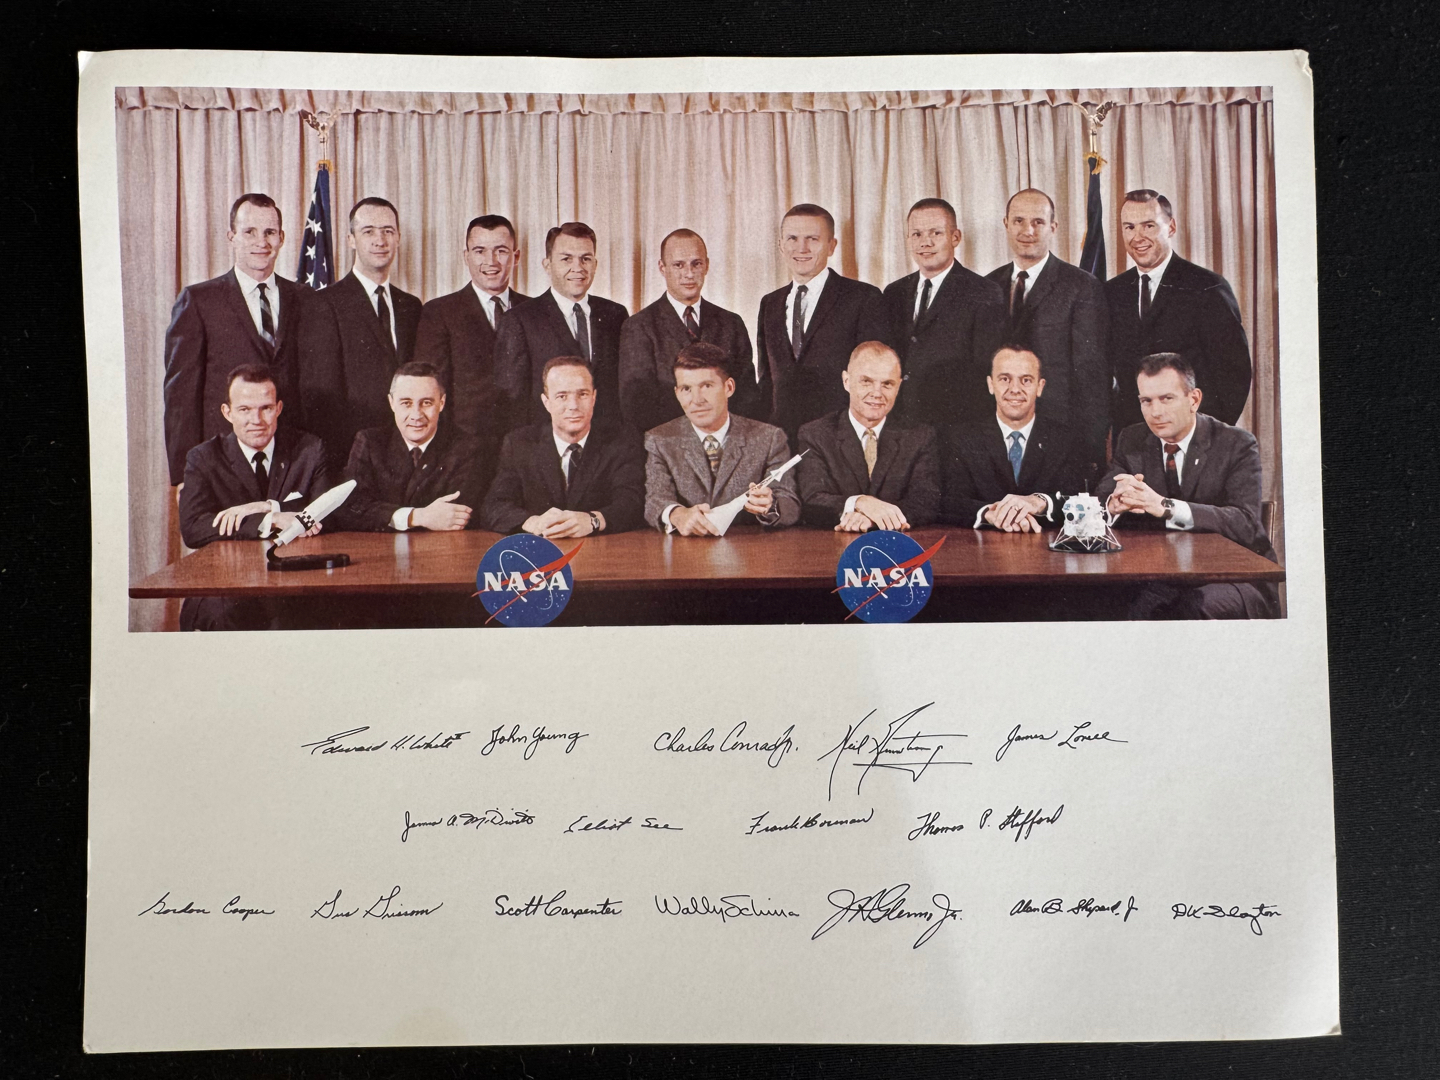 NASA NASA
Edward H. White II John Young Charles Conrad Jr. Neil Armstrong James Lovell
James A. McDivitt Elliot See Frank Borman Thomas P. Stafford
Gordon Cooper Gus Grissom Scott Carpenter Wally Schirra J H Glenn, Jr. Alan B. Shepard, Jr DK Slayton